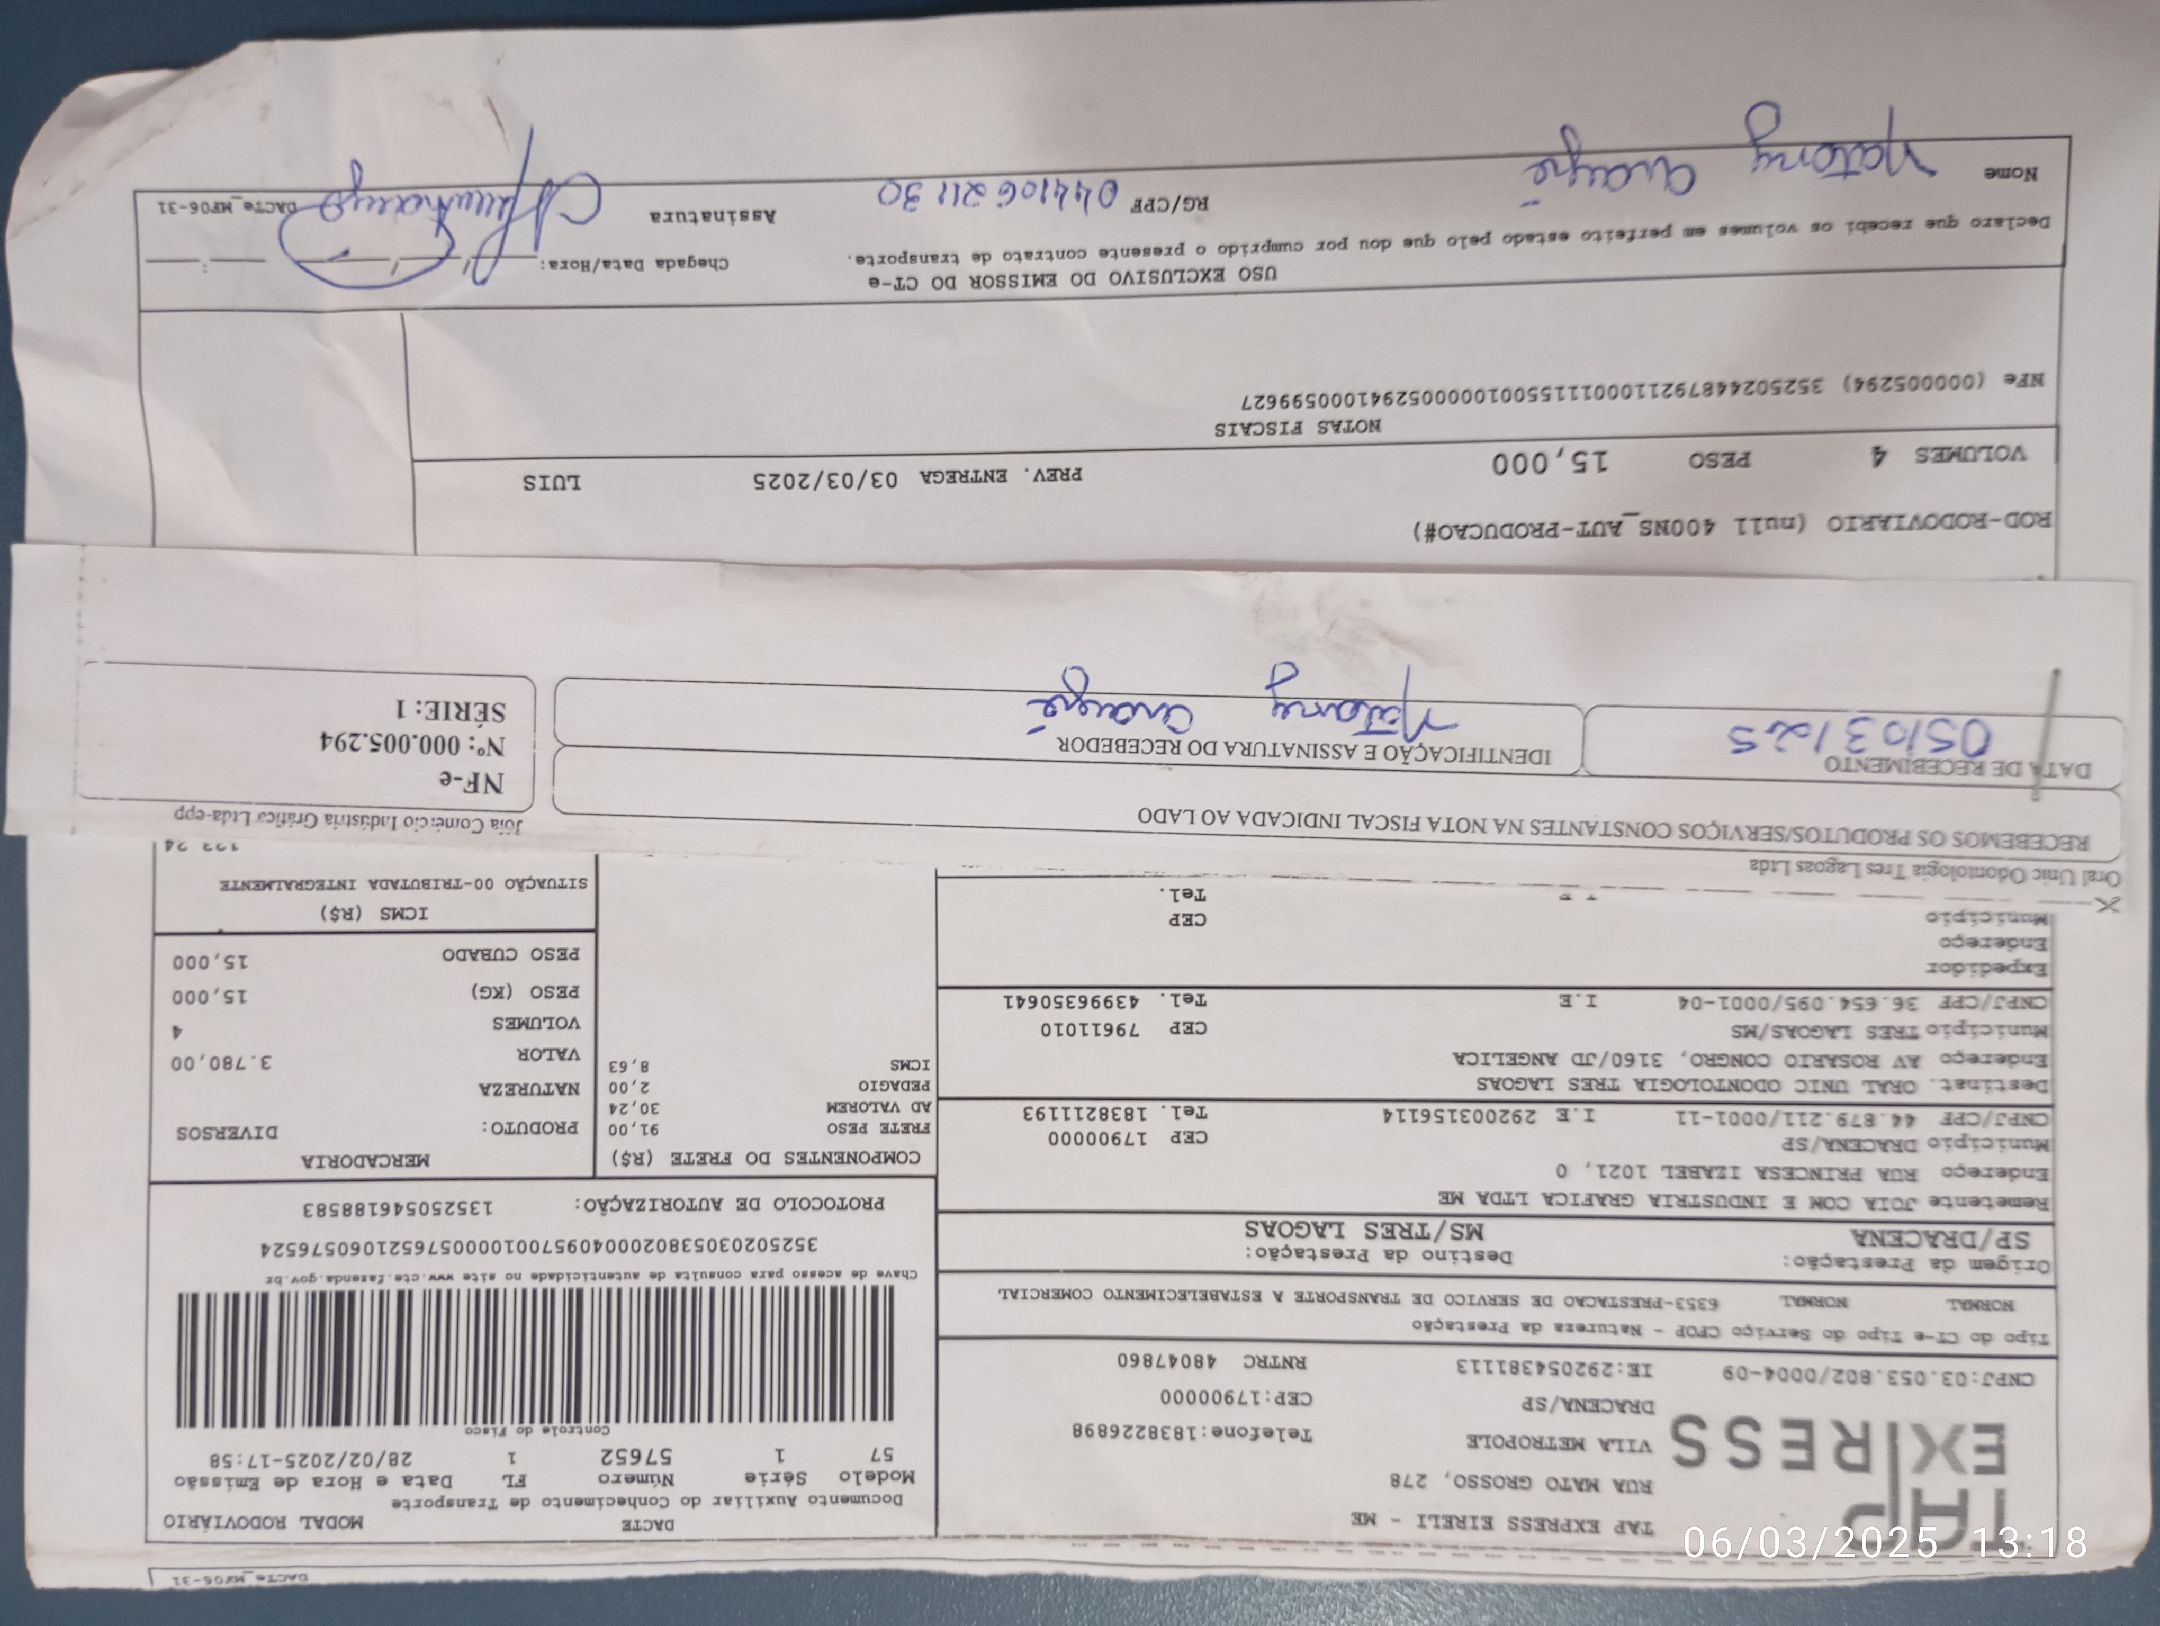 DACTe_MF06-31
TAP EXPRESS
TAP EXPRESS EIRELI - ME
RUA MATO GROSSO, 278
VILA METROPOLE Telefone:1838226898
DRACENA/SP CEP:17900000
CNPJ:03.053.802/0004-09 IE:292054381113 RNTRC 48047860
DACTE MODAL RODOVIÁRIO
Documento Auxiliar do Conhecimento de Transporte
Modelo Série Número FL Data e Hora de Emissão
57 1 57652 1 28/02/2025-17:58
Controle do Fisco
Chave de acesso para consulta de autenticidade no site www.cte.fazenda.gov.br
35250203053802000409570010000576521060576524
PROTOCOLO DE AUTORIZAÇÃO: 135250546188583
Tipo do CT-e Tipo do Serviço CFOP - Natureza da Prestação
NORMAL NORMAL 6353-PRESTACAO DE SERVICO DE TRANSPORTE A ESTABELECIMENTO COMERCIAL
Origem da Prestação: Destino da Prestação:
SP/DRACENA MS/TRES LAGOAS
Remetente JOIA COM E INDUSTRIA GRAFICA LTDA ME
Endereço RUA PRINCESA IZABEL 1021, 0
Município DRACENA/SP CEP 17900000
CNPJ/CPF 44.879.211/0001-11 I.E 292003156114 Tel. 1838211193
Destinat. ORAL UNIC ODONTOLOGIA TRES LAGOAS
Endereço AV ROSARIO CONGRO, 3160/JD ANGELICA
Município TRES LAGOAS/MS CEP 79611010
CNPJ/CPF 36.654.095/0001-04 I.E Tel. 43996350641
Expedidor
Endereço
Município CEP
Tel.
COMPONENTES DO FRETE (R$)
FRETE PESO 91,00
AD VALOREM 30,24
PEDAGIO 2,00
ICMS 8,63
MERCADORIA
PRODUTO: DIVERSOS
NATUREZA
VALOR 3.780,00
VOLUMES 4
PESO (KG) 15,000
PESO CUBADO 15,000
ICMS (R$)
SITUAÇÃO 00-TRIBUTADA INTEGRALMENTE
Oral Unic Odontologia Tres Lagoas Ltda
Jóia Comércio Indústria Gráfica Ltda-epp
RECEBEMOS OS PRODUTOS/SERVIÇOS CONSTANTES NA NOTA FISCAL INDICADA AO LADO
DATA DE RECEBIMENTO
05/03/25
IDENTIFICAÇÃO E ASSINATURA DO RECEBEDOR
NF-e
Nº: 000.005.294
SÉRIE: 1
ROD-RODOVIARIO (null 400NS_AUT-PRODUCAO#)
VOLUMES 4 PESO 15,000 PREV. ENTREGA 03/03/2025 LUIS
NOTAS FISCAIS
NFe (000005294) 35250244879211000111550010000052941000599627
USO EXCLUSIVO DO EMISSOR DO CT-e
Declaro que recebi os volumes em perfeito estado pelo que dou por cumprido o presente contrato de transporte. Chegada Data/Hora: / / :
Nome RG/CPF 04410621130 Assinatura DACTe_MF06-31
06/03/2025 13:18